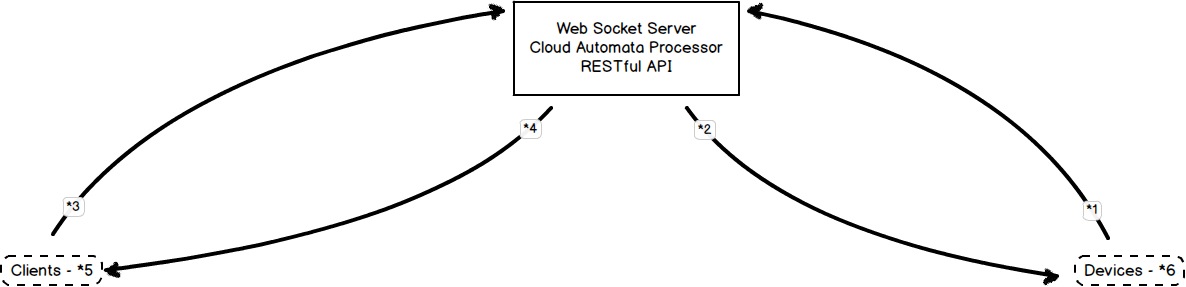 Web Socket Server
Cloud Automata Processor
RESTful API
*4
*2
*3
*1
Clients - *5
Devices - *6